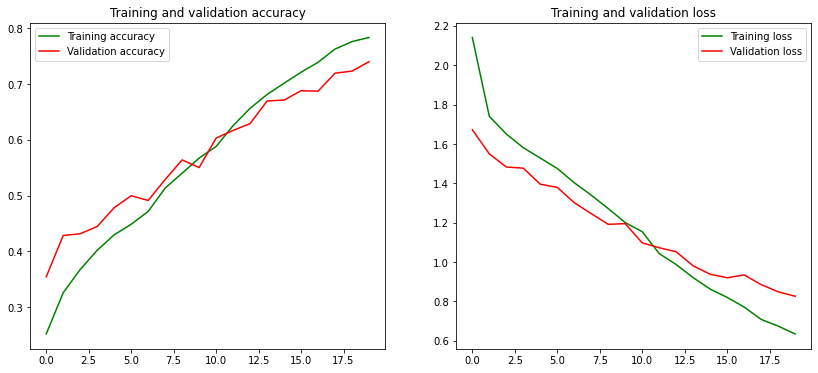 Training and validation accuracy
Training accuracy
Validation accuracy
0.8
0.7
0.6
0.5
0.4
0.3
0.0 2.5 5.0 7.5 10.0 12.5 15.0 17.5
Training and validation loss
Training loss
Validation loss
2.2
2.0
1.8
1.6
1.4
1.2
1.0
0.8
0.6
0.0 2.5 5.0 7.5 10.0 12.5 15.0 17.5